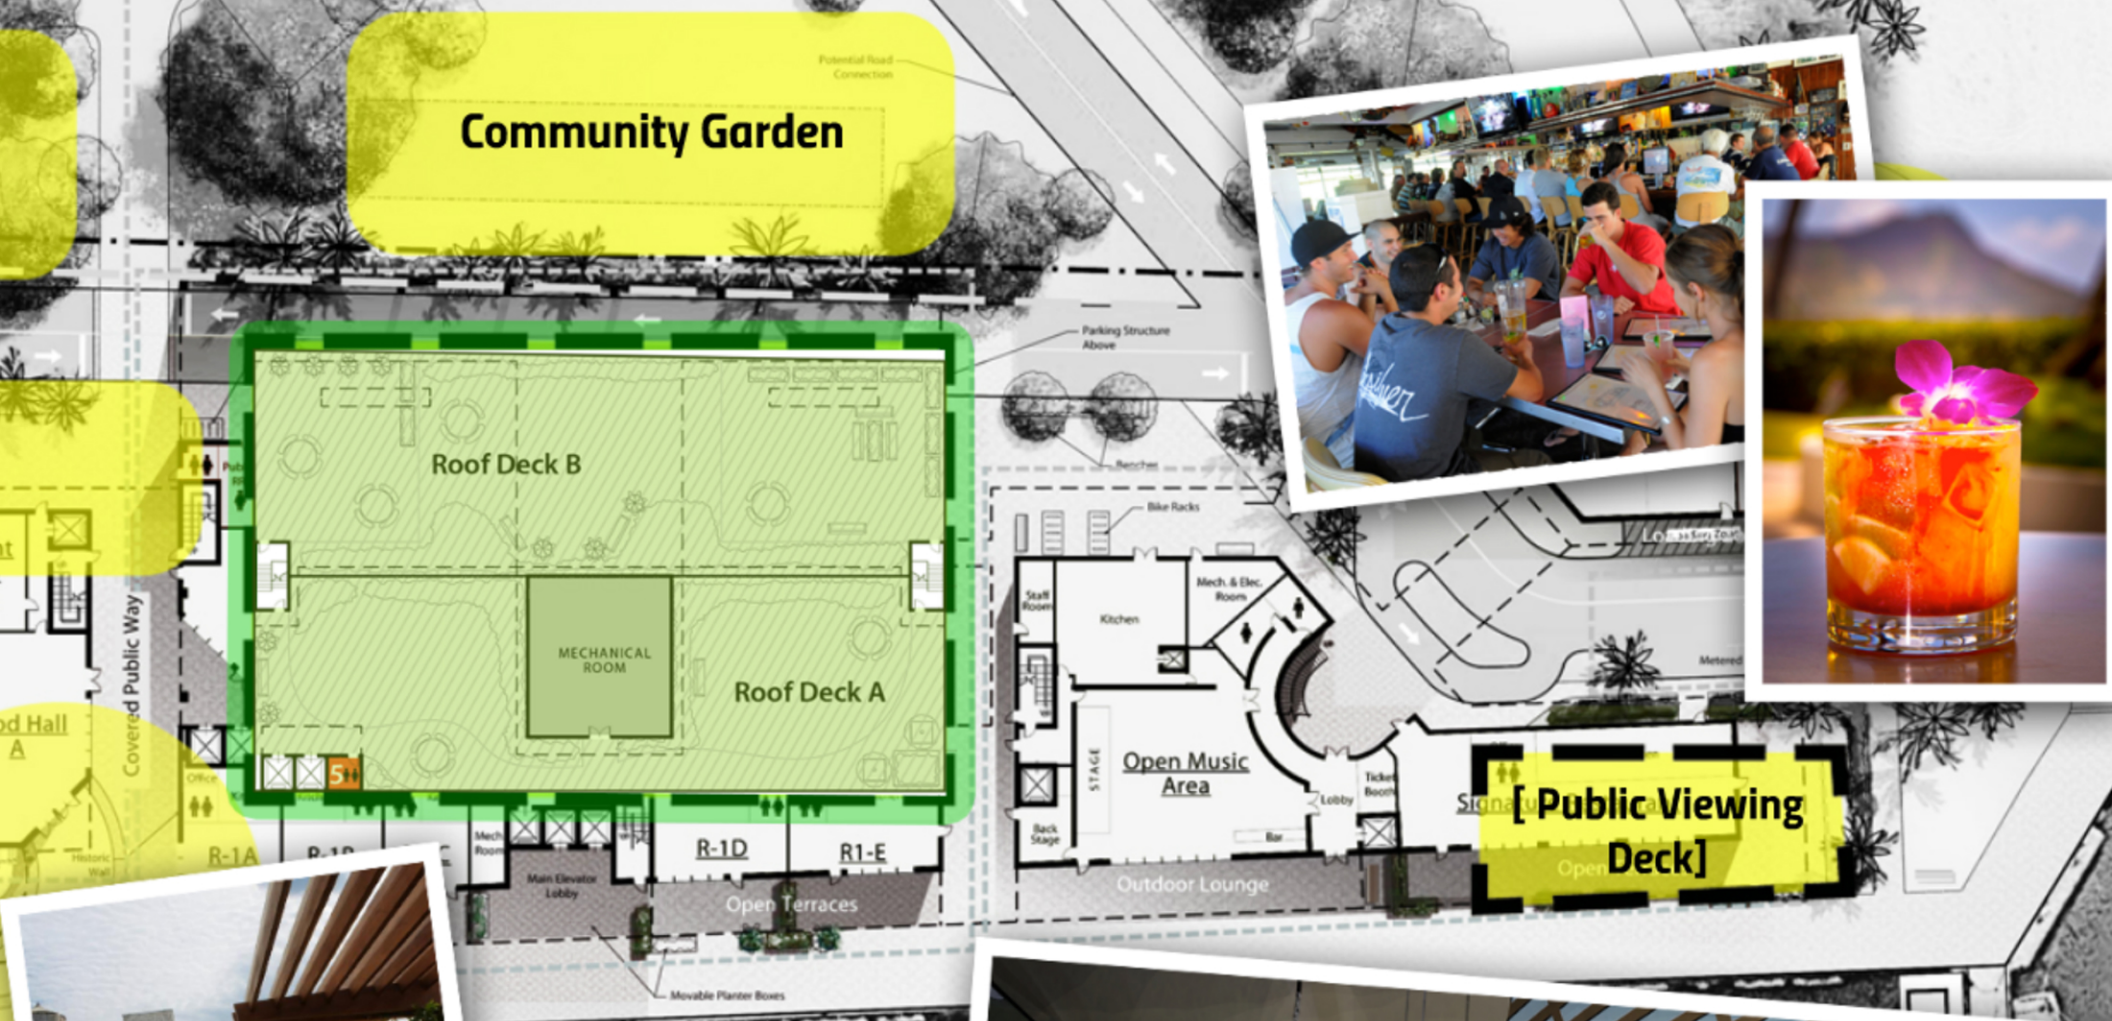 Potential Road
Connection
Community Garden
Parking Structure
Above
Benches
Roof Deck B
Bike Racks
Staff
Room
Kitchen
Mech. & Elec.
Room
MECHANICAL
ROOM
Roof Deck A
Metered
Covered Public Way
Hall
A
STAGE
Open Music
Area
Ticket
Booth
Lobby
5
Office
[ Public Viewing
Deck]
Back
Stage
Bar
Mech
Room
R-1A
R-1D
R1-E
Historic
Wall
Main Elevator
Lobby
Open Terraces
Outdoor Lounge
Movable Planter Boxes